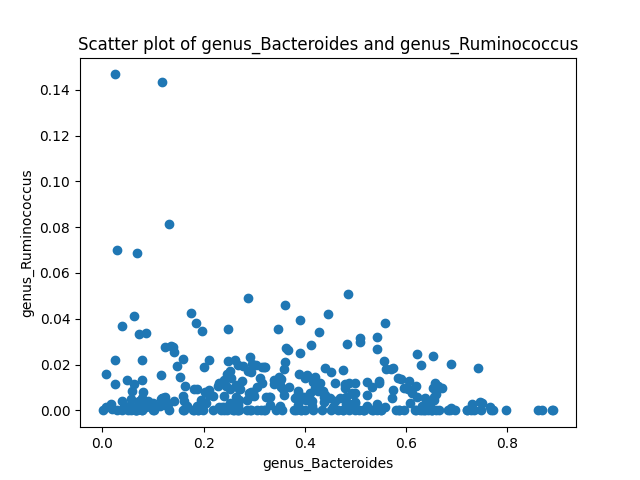 Scatter plot of genus_Bacteroides and genus_Ruminococcus
0.14
0.12
0.10
0.08
0.06
0.04
0.02
0.00
genus_Ruminococcus
0.0 0.2 0.4 0.6 0.8
genus_Bacteroides